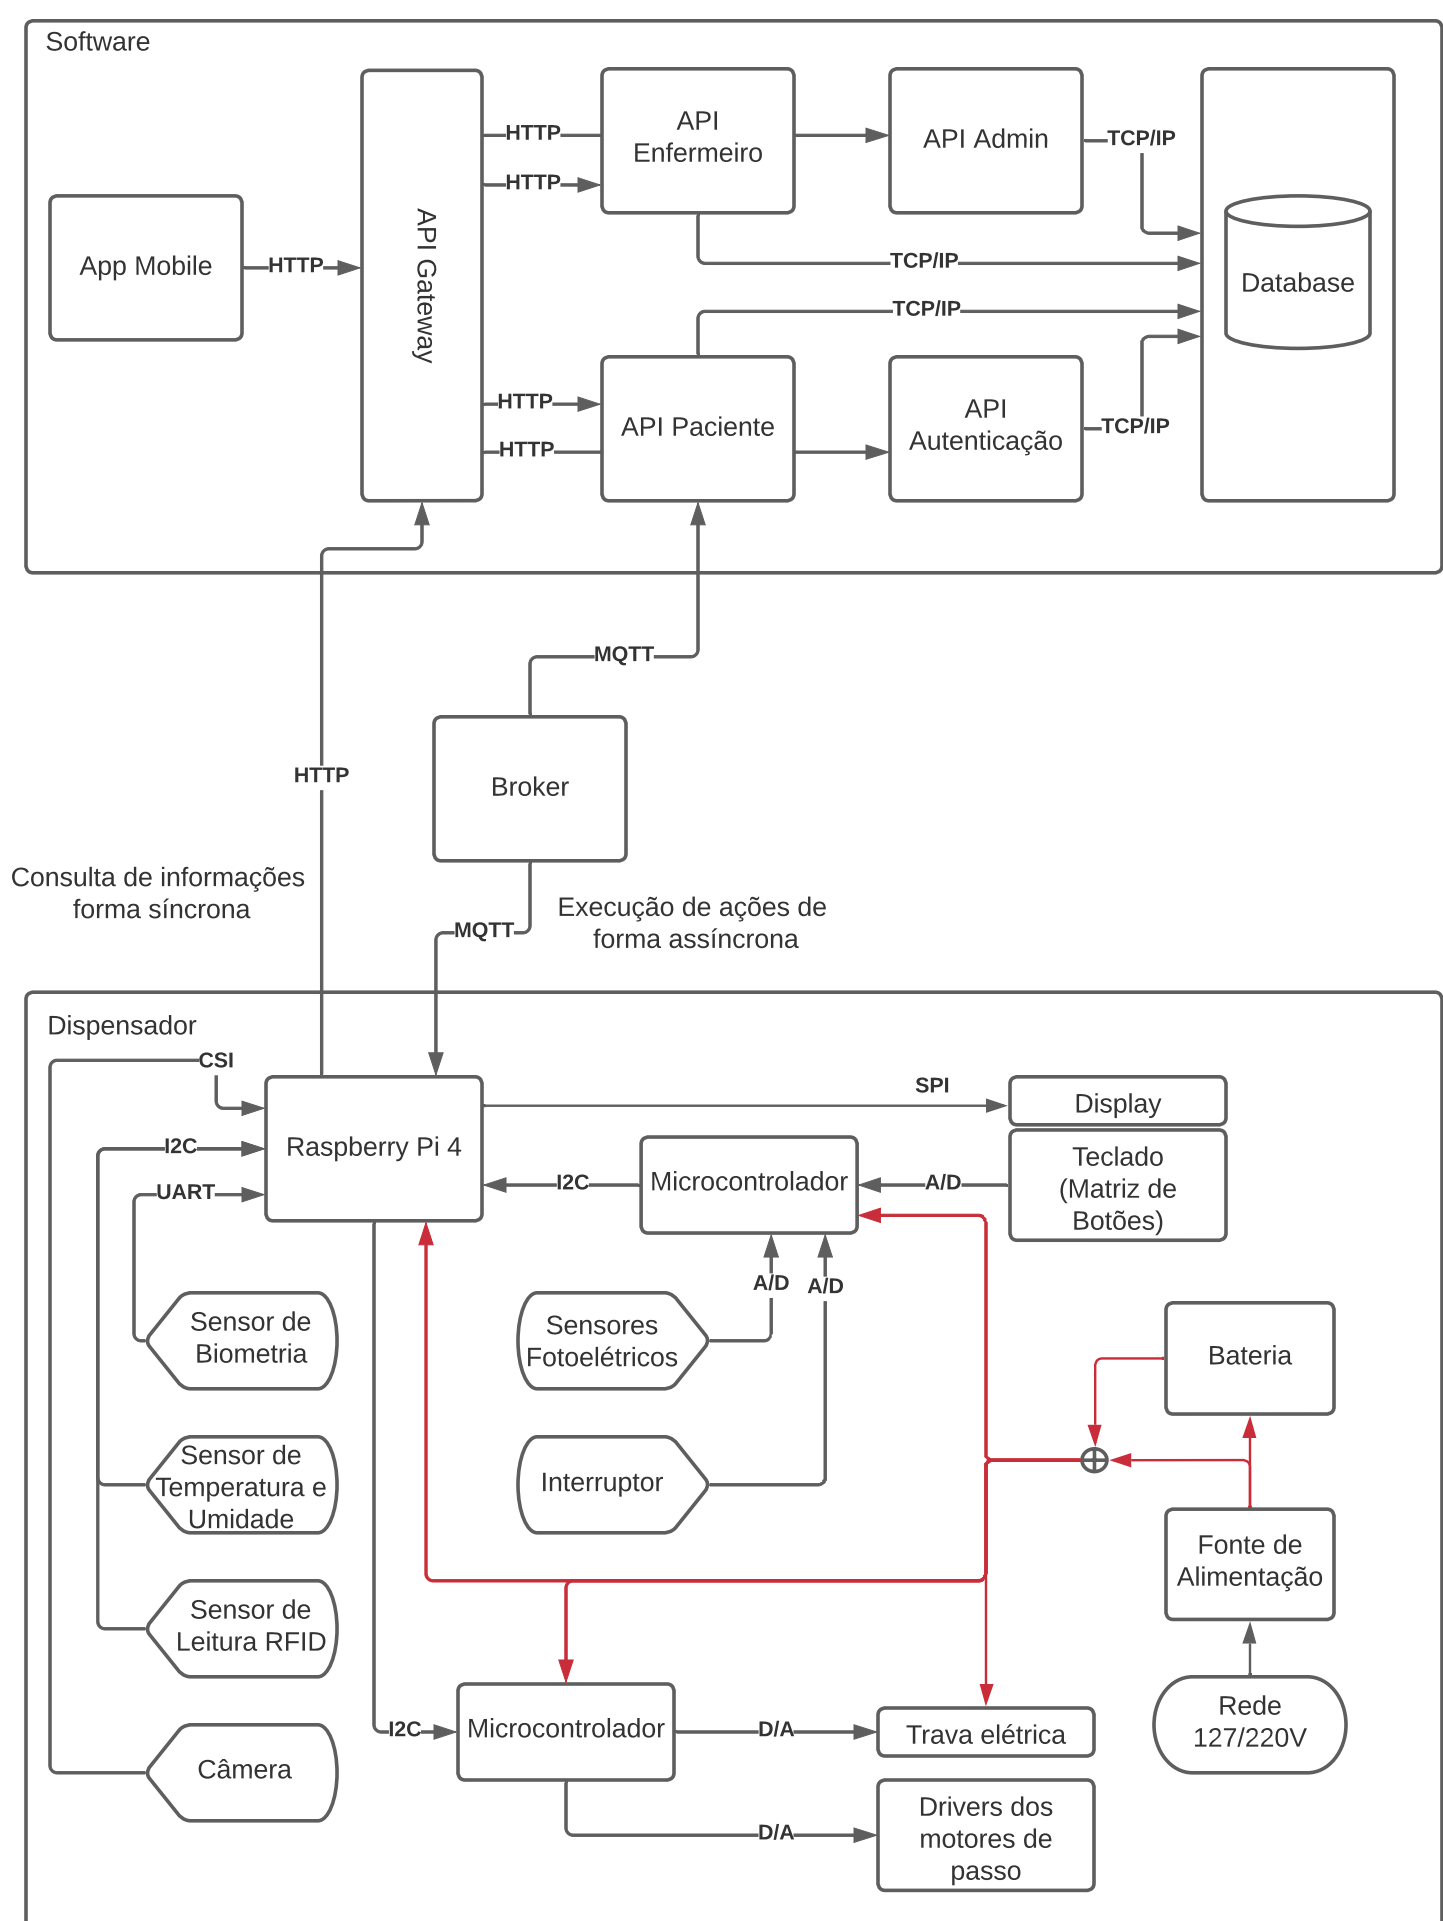 Software
App Mobile
HTTP
API Gateway
HTTP
HTTP
HTTP
HTTP
API
Enfermeiro
API Admin
TCP/IP
TCP/IP
TCP/IP
API Paciente
API
Autenticação
TCP/IP
Database
MQTT
Broker
HTTP
Consulta de informações
forma síncrona
MQTT
Execução de ações de
forma assíncrona
Dispensador
CSI
I2C
UART
Raspberry Pi 4
SPI
Display
I2C
Microcontrolador
A/D
Teclado
(Matriz de
Botões)
A/D
A/D
Sensor de
Biometria
Sensores
Fotoelétricos
Bateria
Sensor de
Temperatura e
Umidade
Interruptor
Fonte de
Alimentação
Sensor de
Leitura RFID
Rede
127/220V
I2C
Microcontrolador
D/A
Trava elétrica
Câmera
D/A
Drivers dos
motores de
passo